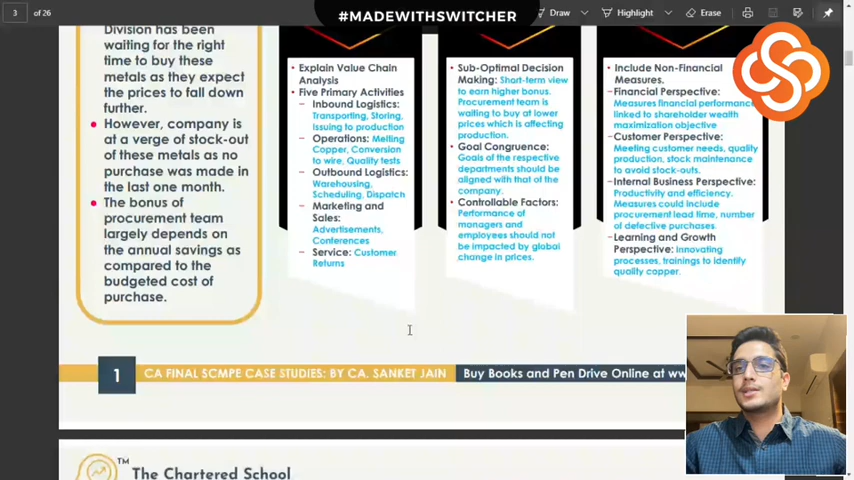 3 of 26
#MADEWITHSWITCHER
Draw
Highlight
Erase
Division has been
waiting for the right
time to buy these
metals as they expect
the prices to fall down
further.
However, company is
at a verge of stock-out
of these metals as no
purchase was made in
the last one month.
The bonus of
procurement team
largely depends on
the annual savings as
compared to the
budgeted cost of
purchase.
• Explain Value Chain
Analysis
• Five Primary Activities
– Inbound Logistics:
Transporting, Storing,
Issuing to production
– Operations: Melting
Copper, Conversion
to wire, Quality tests
– Outbound Logistics:
Warehousing,
Scheduling, Dispatch
– Marketing and
Sales:
Advertisements,
Conferences
– Service: Customer
Returns
• Sub-Optimal Decision
Making: Short-term view
to earn higher bonus.
Procurement team is
waiting to buy at lower
prices which is affecting
production.
• Goal Congruence:
Goals of the respective
departments should be
aligned with that of the
company.
• Controllable Factors:
Performance of
managers and
employees should not
be impacted by global
change in prices.
• Include Non-Financial
Measures.
– Financial Perspective:
Measures financial performance
linked to shareholder wealth
maximization objective
– Customer Perspective:
Meeting customer needs, quality
production, stock maintenance
to avoid stock-outs.
– Internal Business Perspective:
Productivity and efficiency.
Measures could include
procurement lead time, number
of defective purchases.
– Learning and Growth
Perspective: Innovating
processes, trainings to identify
quality copper.
1
CA FINAL SCMPE CASE STUDIES: BY CA. SANKET JAIN
Buy Books and Pen Drive Online at ww
TM
The Chartered School